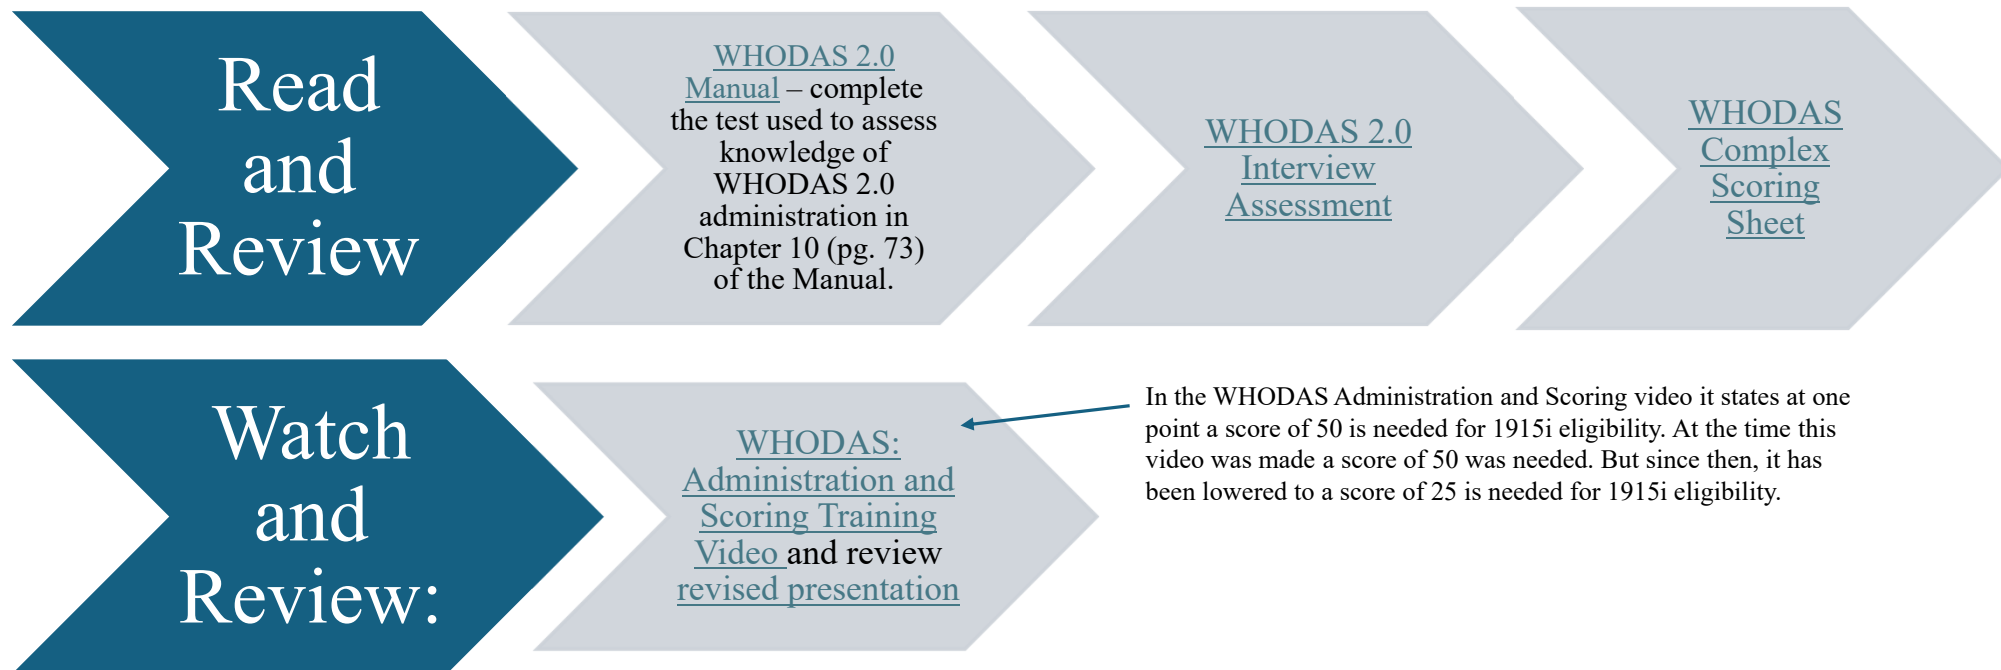 Read
and
Review
WHODAS 2.0
Manual – complete
the test used to assess
knowledge of
WHODAS 2.0
administration in
Chapter 10 (pg. 73)
of the Manual.
WHODAS 2.0
Interview
Assessment
WHODAS
Complex
Scoring
Sheet
Watch
and
Review:
WHODAS:
Administration and
Scoring Training
Video and review
revised presentation
In the WHODAS Administration and Scoring video it states at one
point a score of 50 is needed for 1915i eligibility. At the time this
video was made a score of 50 was needed. But since then, it has
been lowered to a score of 25 is needed for 1915i eligibility.